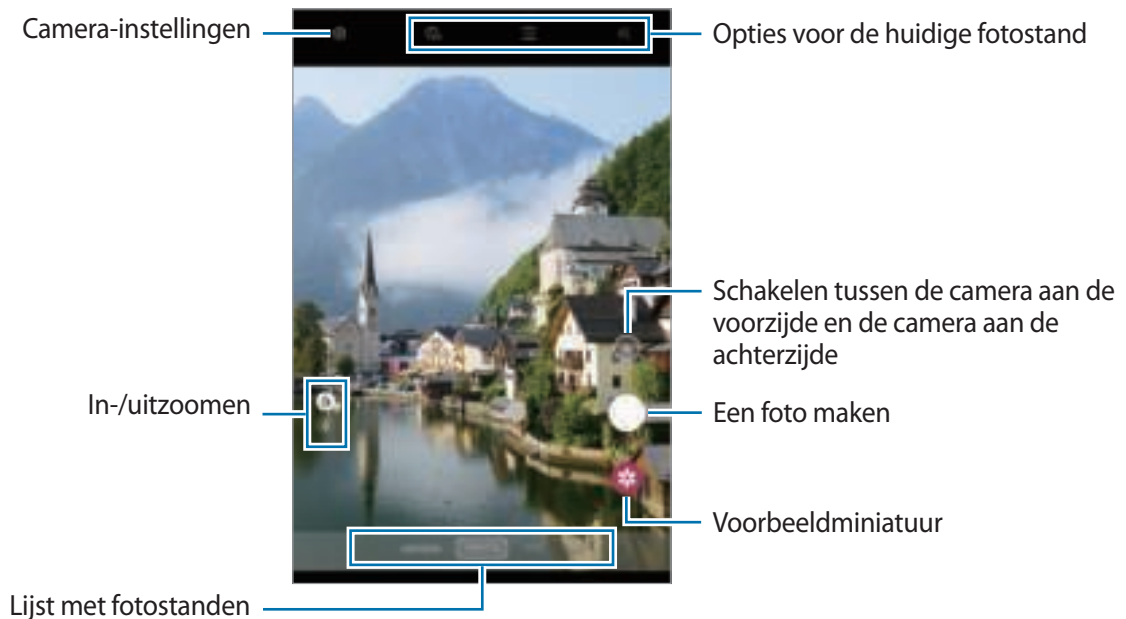 Camera-instellingen
Opties voor de huidige fotostand
Schakelen tussen de camera aan de
voorzijde en de camera aan de
achterzijde
In-/uitzoomen
Een foto maken
Voorbeeldminiatuur
Lijst met fotostanden